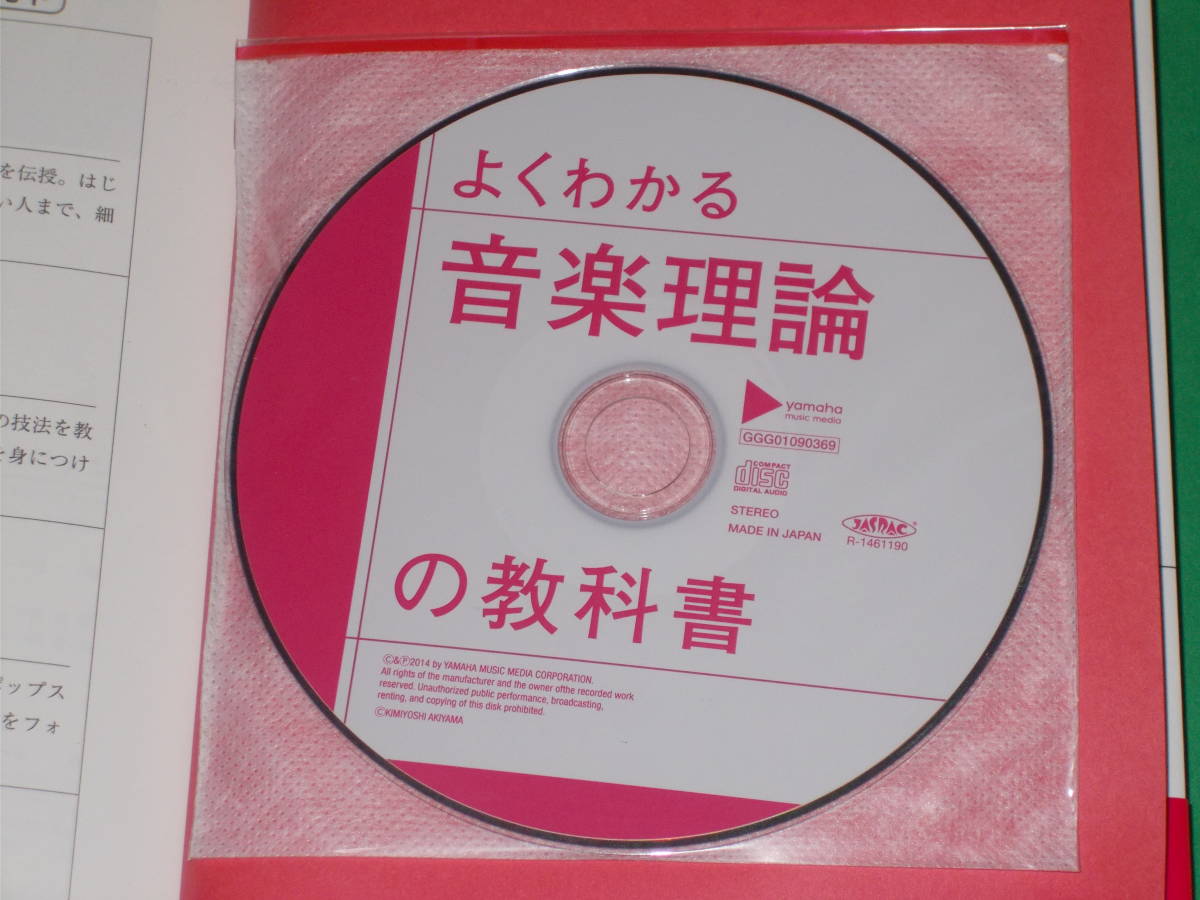 を伝授。はじ
い人まで、細
の技法を教
身につけ
ポップス
をフォ
よくわかる
音楽理論
の教科書
yamaha
music media
GGG01090369
COMPACT
disc
DIGITAL AUDIO
STEREO
MADE IN JAPAN
JASRAC
R-1461190
Ⓒ&Ⓟ2014 by YAMAHA MUSIC MEDIA CORPORATION.
All rights of the manufacturer and the owner ofthe recorded work
reserved. Unauthorized public performance, broadcasting,
renting, and copying of this disk prohibited.
ⒸKIMIYOSHI AKIYAMA